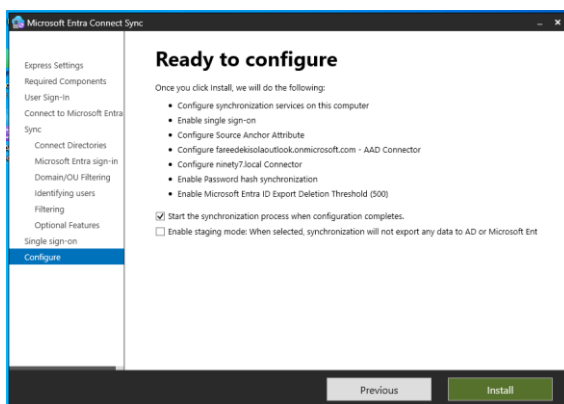 Microsoft Entra Connect Sync
Express Settings
Required Components
User Sign-In
Connect to Microsoft Entra
Sync
Connect Directories
Microsoft Entra sign-in
Domain/OU Filtering
Identifying users
Filtering
Optional Features
Single sign-on
Configure
Ready to configure
Once you click Install, we will do the following:
Configure synchronization services on this computer
Enable single sign-on
Configure Source Anchor Attribute
Configure fareedekisolaoutlook.onmicrosoft.com - AAD Connector
Configure ninety7.local Connector
Enable Password hash synchronization
Enable Microsoft Entra ID Export Deletion Threshold (500)
Start the synchronization process when configuration completes.
Enable staging mode: When selected, synchronization will not export any data to AD or Microsoft Ent
Previous
Install